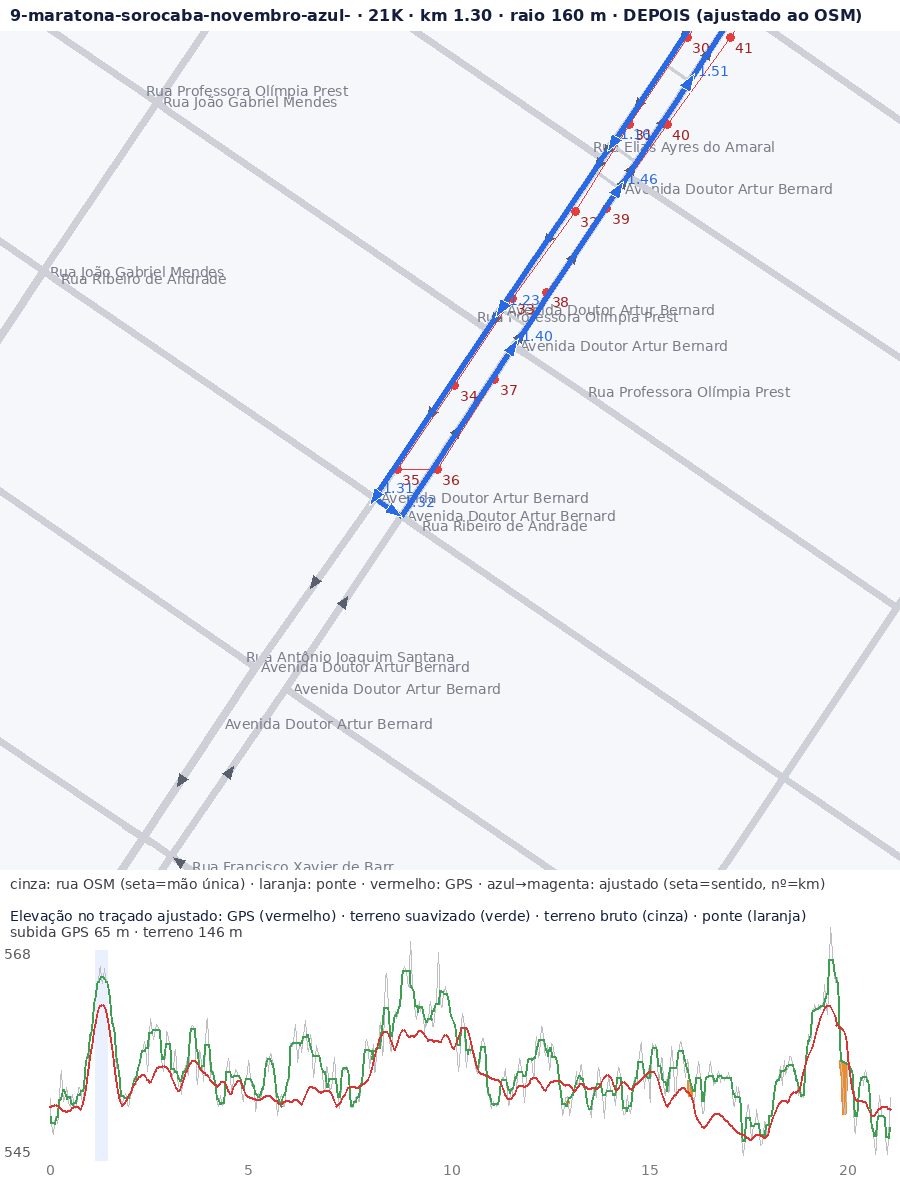 9-maratona-sorocaba-novembro-azul- · 21K · km 1.30 · raio 160 m · DEPOIS (ajustado ao OSM)
30
41
1.51
Rua Professora Olímpia Prest
Rua João Gabriel Mendes
40
Rua Elias Ayres do Amaral
1.46
Avenida Doutor Artur Bernard
32
39
Rua João Gabriel Mendes
Rua Ribeiro de Andrade
38
33
Avenida Doutor Artur Bernard
Rua Professora Olímpia Prest
1.40
Avenida Doutor Artur Bernard
37
Rua Professora Olímpia Prest
34
35
36
1.31
Avenida Doutor Artur Bernard
1.32
Avenida Doutor Artur Bernard
Rua Ribeiro de Andrade
Rua Antônio Joaquim Santana
Avenida Doutor Artur Bernard
Avenida Doutor Artur Bernard
Avenida Doutor Artur Bernard
Rua Francisco Xavier de Barr
cinza: rua OSM (seta=mão única) · laranja: ponte · vermelho: GPS · azul→magenta: ajustado (seta=sentido, nº=km)
Elevação no traçado ajustado: GPS (vermelho) · terreno suavizado (verde) · terreno bruto (cinza) · ponte (laranja)
subida GPS 65 m · terreno 146 m
568
545
0 5 10 15 20